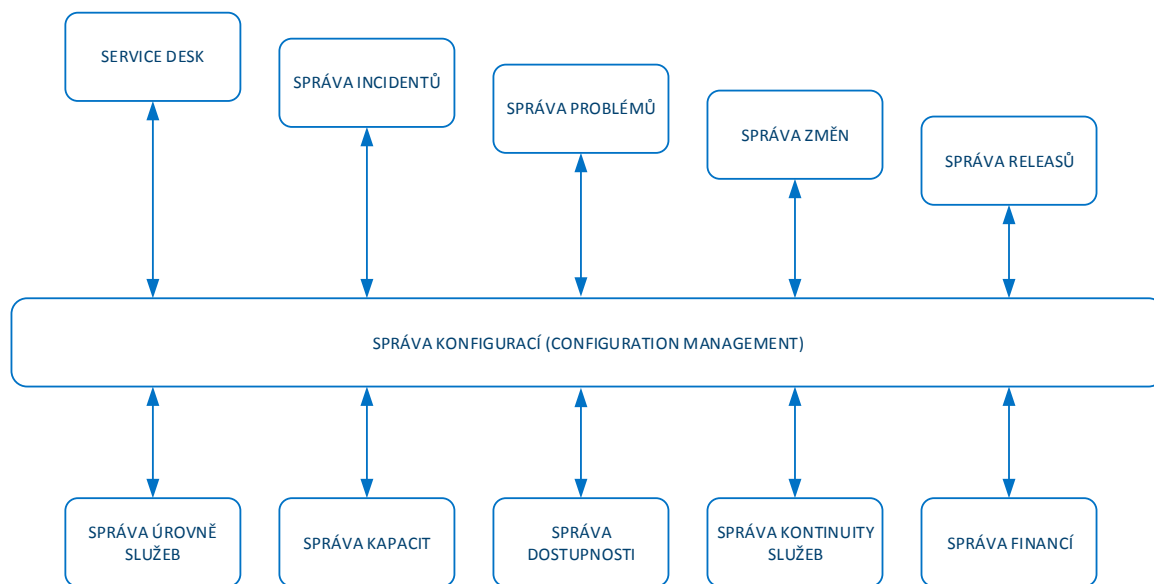 SERVICE DESK
SPRÁVA INCIDENTŮ
SPRÁVA PROBLÉMŮ
SPRÁVA ZMĚN
SPRÁVA RELEASŮ
SPRÁVA KONFIGURACÍ (CONFIGURATION MANAGEMENT)
SPRÁVA ÚROVNĚ
SLUŽEB
SPRÁVA KAPACIT
SPRÁVA
DOSTUPNOSTI
SPRÁVA KONTINUITY
SLUŽEB
SPRÁVA FINANCÍ